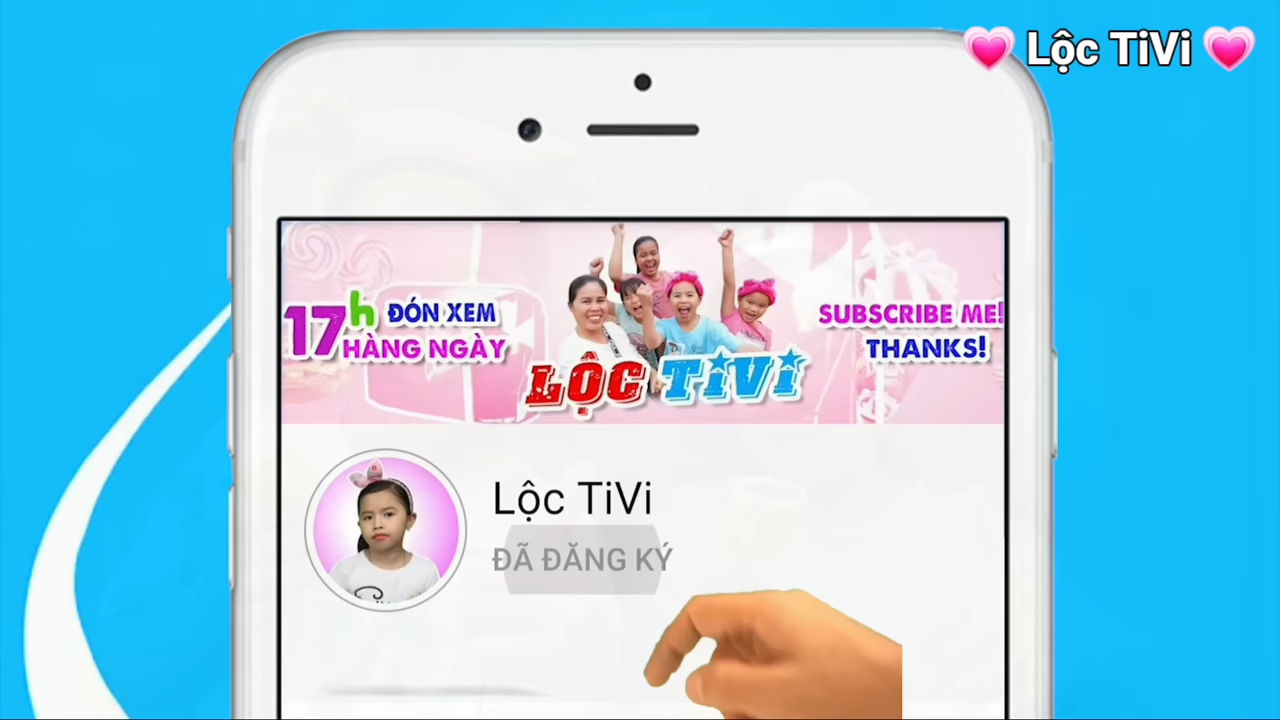 💗 Lộc TiVi 💗
17h ĐÓN XEM
HÀNG NGÀY
LỘC TiVi
SUBSCRIBE ME!
THANKS!
Lộc TiVi
ĐÃ ĐĂNG KÝ